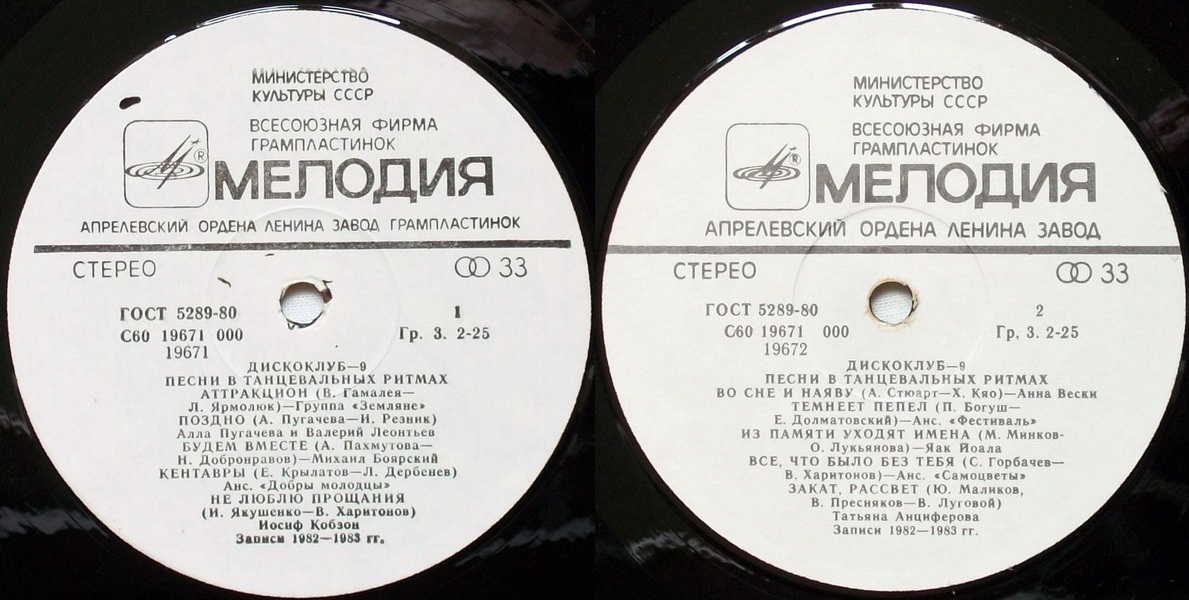 МИНИСТЕРСТВО
КУЛЬТУРЫ СССР
ВСЕСОЮЗНАЯ ФИРМА
ГРАМПЛАСТИНОК
®
МЕЛОДИЯ
АПРЕЛЕВСКИЙ ОРДЕНА ЛЕНИНА ЗАВОД ГРАМПЛАСТИНОК
СТЕРЕО 33
ГОСТ 5289-80 1
С60 19671 000 Гр. 3. 2-25
19671
ДИСКОКЛУБ—9
ПЕСНИ В ТАНЦЕВАЛЬНЫХ РИТМАХ
АТТРАКЦИОН (В. Гамалея—
Л. Ярмолюк)—Группа «Земляне»
ПОЗДНО (А. Пугачева—И. Резник)
Алла Пугачева и Валерий Леонтьев
БУДЕМ ВМЕСТЕ (А. Пахмутова—
Н. Добронравов)—Михаил Боярский
КЕНТАВРЫ (Е. Крылатов—Л. Дербенев)
Анс. «Добры молодцы»
НЕ ЛЮБЛЮ ПРОЩАНИЯ
(И. Якушенко—В. Харитонов)
Иосиф Кобзон
Записи 1982—1983 гг.
МИНИСТЕРСТВО
КУЛЬТУРЫ СССР
ВСЕСОЮЗНАЯ ФИРМА
ГРАМПЛАСТИНОК
®
МЕЛОДИЯ
АПРЕЛЕВСКИЙ ОРДЕНА ЛЕНИНА ЗАВОД
СТЕРЕО 33
ГОСТ 5289-80 2
С60 19671 000 Гр, 3. 2-25
19672
ДИСКОКЛУБ—9
ПЕСНИ В ТАНЦЕВАЛЬНЫХ РИТМАХ
ВО СНЕ И НАЯВУ (А. Стюарт—Х. Кяо)—Анна Вески
ТЕМНЕЕТ ПЕПЕЛ (П. Богуш—
Е. Долматовский)—Анс. «Фестиваль»
ИЗ ПАМЯТИ УХОДЯТ ИМЕНА (М. Минков-
О. Лукьянова)—Яак Йоала
ВСЕ, ЧТО БЫЛО БЕЗ ТЕБЯ (С. Горбачев—
В. Харитонов)—Анс. «Самоцветы»
ЗАКАТ, РАССВЕТ (Ю. Маликов,
В. Пресняков—В. Луговой)
Татьяна Анциферова
Записи 1982—1983 гг.